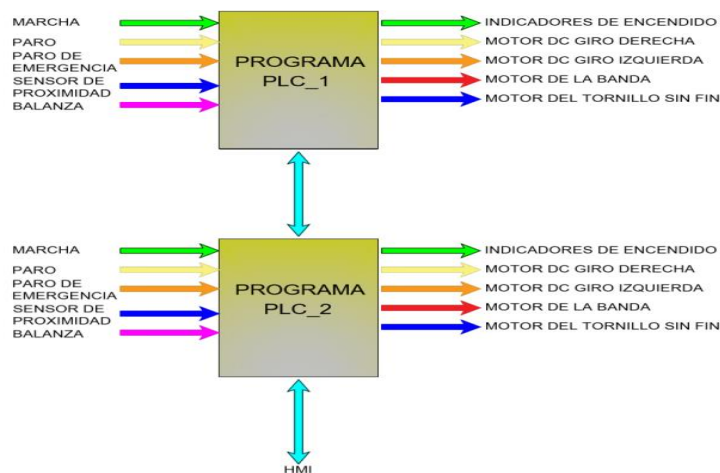 MARCHA
PARO
PARO DE
EMERGENCIA
SENSOR DE
PROXIMIDAD
BALANZA
PROGRAMA
PLC_1
INDICADORES DE ENCENDIDO
MOTOR DC GIRO DERECHA
MOTOR DC GIRO IZQUIERDA
MOTOR DE LA BANDA
MOTOR DEL TORNILLO SIN FIN
MARCHA
PARO
PARO DE
EMERGENCIA
SENSOR DE
PROXIMIDAD
BALANZA
PROGRAMA
PLC_2
INDICADORES DE ENCENDIDO
MOTOR DC GIRO DERECHA
MOTOR DC GIRO IZQUIERDA
MOTOR DE LA BANDA
MOTOR DEL TORNILLO SIN FIN
HMI